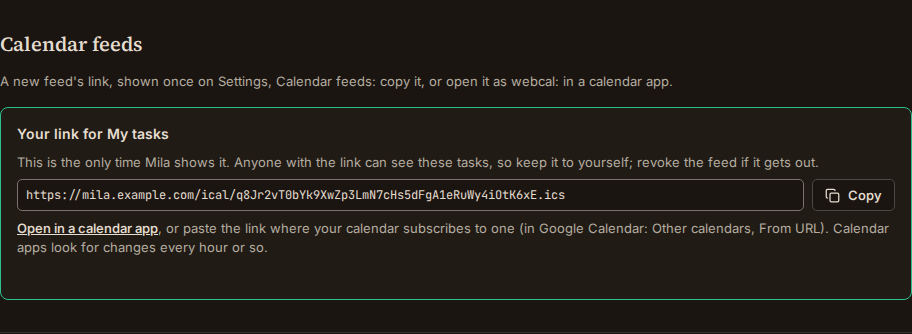 Calendar feeds
A new feed's link, shown once on Settings, Calendar feeds: copy it, or open it as webcal: in a calendar app.
Your link for My tasks
This is the only time Mila shows it. Anyone with the link can see these tasks, so keep it to yourself; revoke the feed if it gets out.
https://mila.example.com/ical/q8Jr2vT0bYk9XwZp3LmN7cHs5dFgA1eRuWy4iOtK6xE.ics
Copy
Open in a calendar app, or paste the link where your calendar subscribes to one (in Google Calendar: Other calendars, From URL). Calendar
apps look for changes every hour or so.